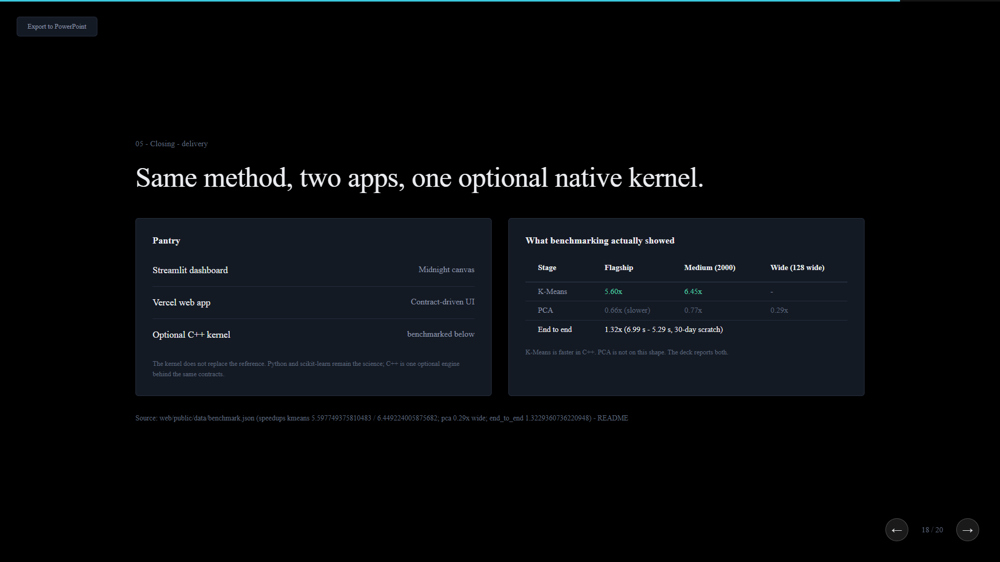 Export to PowerPoint
05 - Closing - delivery
Same method, two apps, one optional native kernel.
Pantry
Streamlit dashboard Midnight canvas
Vercel web app Contract-driven UI
Optional C++ kernel benchmarked below
The kernel does not replace the reference. Python and scikit-learn remain the science; C++ is one optional engine
behind the same contracts.
What benchmarking actually showed
Stage Flagship Medium (2000) Wide (128 wide)
K-Means 5.60x 6.45x -
PCA 0.66x (slower) 0.77x 0.29x
End to end 1.32x (6.99 s - 5.29 s, 30-day scratch)
K-Means is faster in C++. PCA is not on this shape. The deck reports both.
Source: web/public/data/benchmark.json (speedups kmeans 5.597749375810483 / 6.449224005875682; pca 0.29x wide; end_to_end 1.3229360736220948) - README
← 18 / 20 →